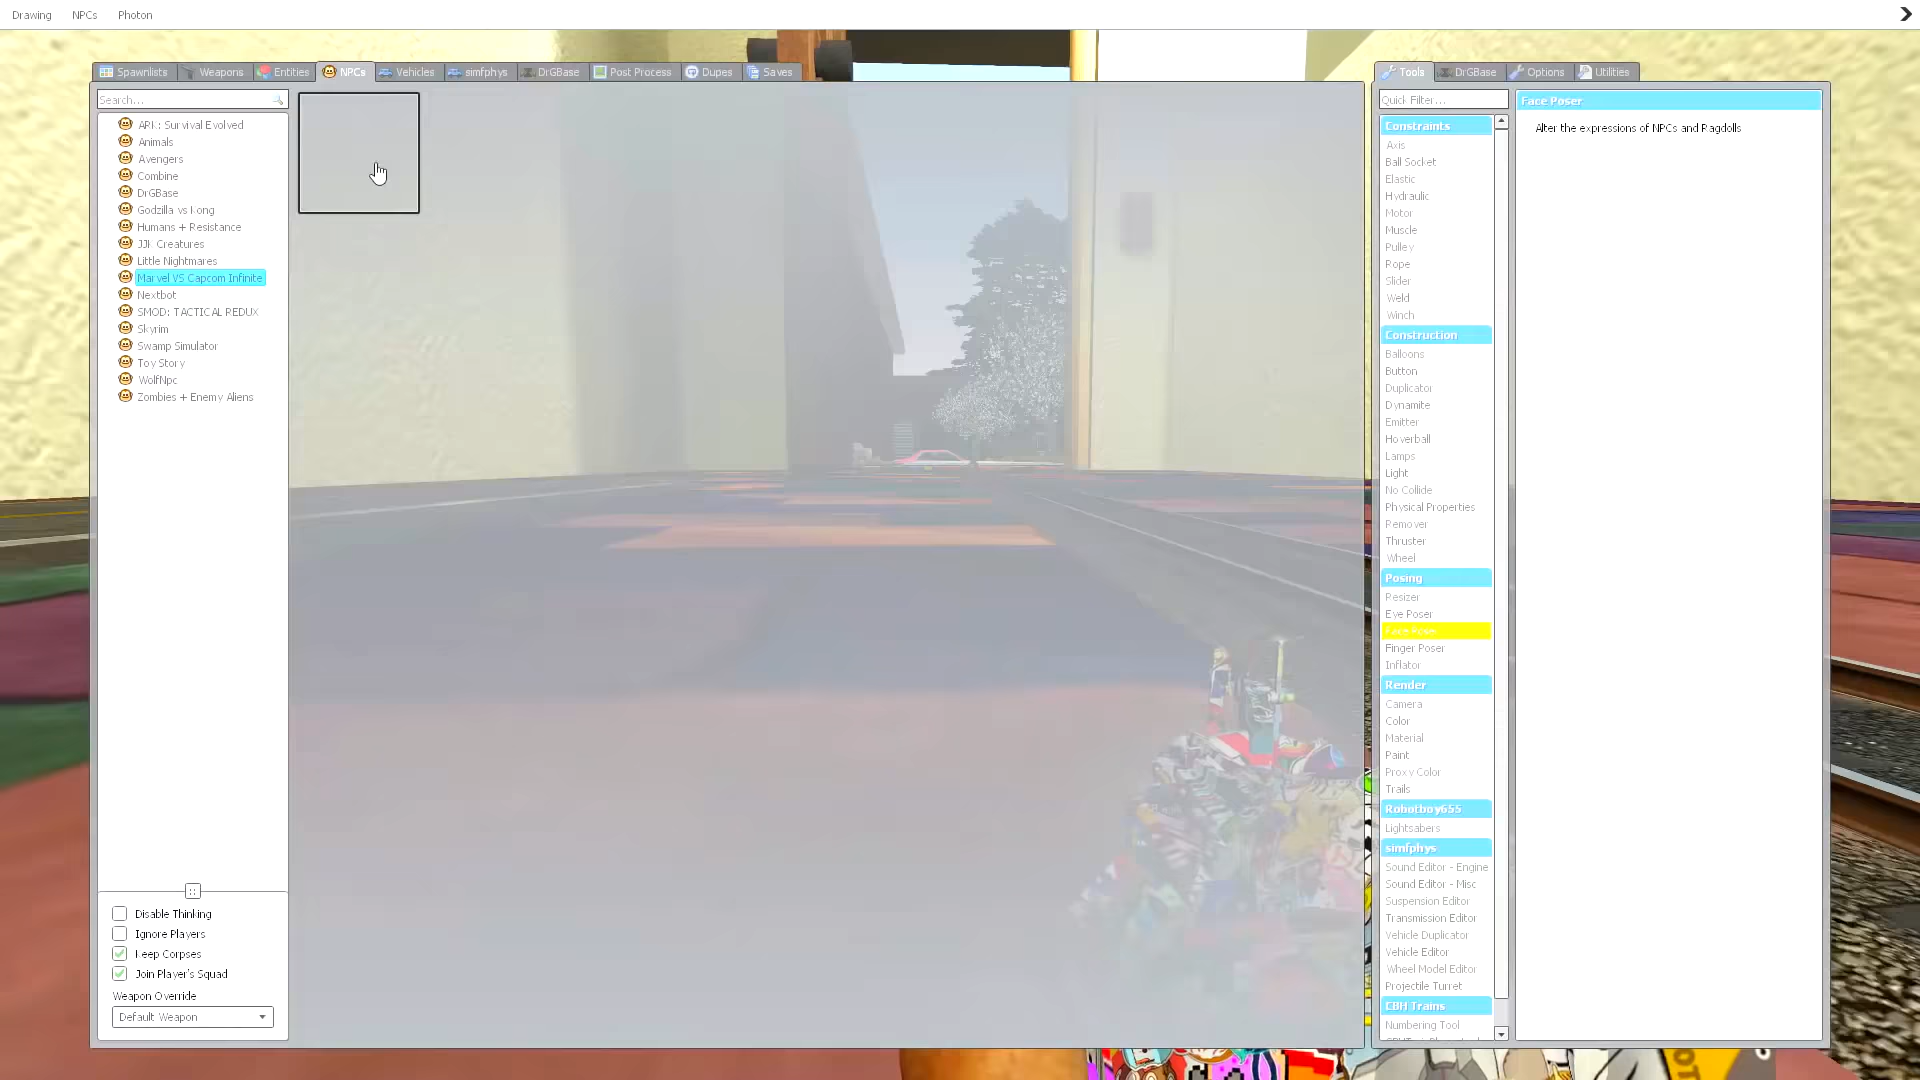 Drawing NPCs Photon
Spawnlists Weapons Entities NPCs Vehicles simfphys DrGBase Post Process Dupes Saves
Search...
ARK: Survival Evolved
Animals
Avengers
Combine
DrGBase
Godzilla vs Kong
Humans + Resistance
JJK Creatures
Little Nightmares
Marvel VS Capcom Infinite
Nextbot
SMOD: TACTICAL REDUX
Skyrim
Swamp Simulator
Toy Story
WolfNpc
Zombies + Enemy Aliens
Disable Thinking
Ignore Players
Keep Corpses
Join Player's Squad
Weapon Override
Default Weapon
Tools DrGBase Options Utilities
Quick Filter...
Constraints
Axis
Ball Socket
Elastic
Hydraulic
Motor
Muscle
Pulley
Rope
Slider
Weld
Winch
Construction
Balloons
Button
Duplicator
Dynamite
Emitter
Hoverball
Lamps
Light
No Collide
Physical Properties
Remover
Thruster
Wheel
Posing
Resizer
Eye Poser
Face Poser
Finger Poser
Inflator
Render
Camera
Color
Material
Paint
Proxy Color
Trails
Robotboy655
Lightsabers
simfphys
Sound Editor - Engine
Sound Editor - Misc
Suspension Editor
Transmission Editor
Vehicle Duplicator
Vehicle Editor
Wheel Model Editor
Projectile Turret
CBH Trains
Numbering Tool
Face Poser
Alter the expressions of NPCs and Ragdolls